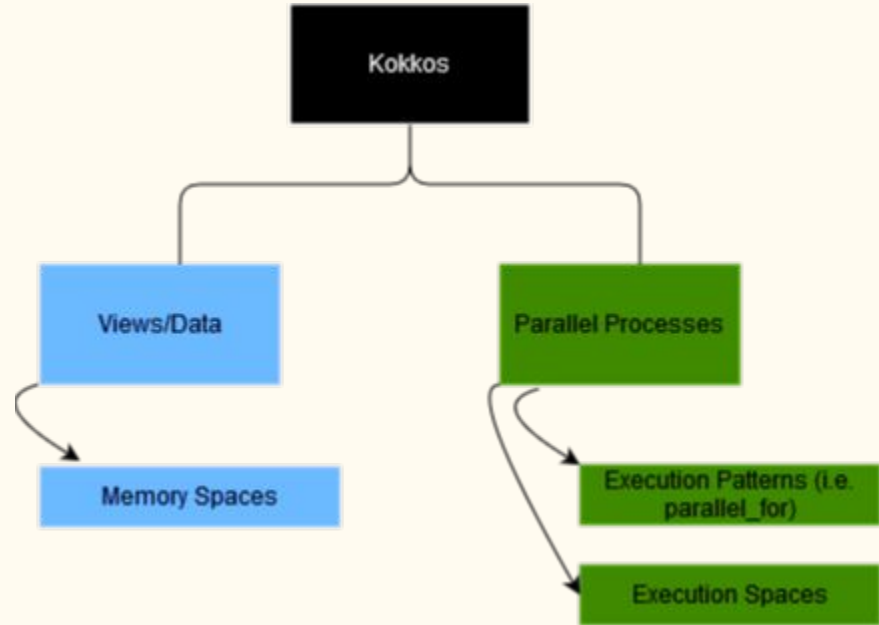 Kokkos
Views/Data
Parallel Processes
Memory Spaces
Execution Patterns (i.e.
parallel_for)
Execution Spaces